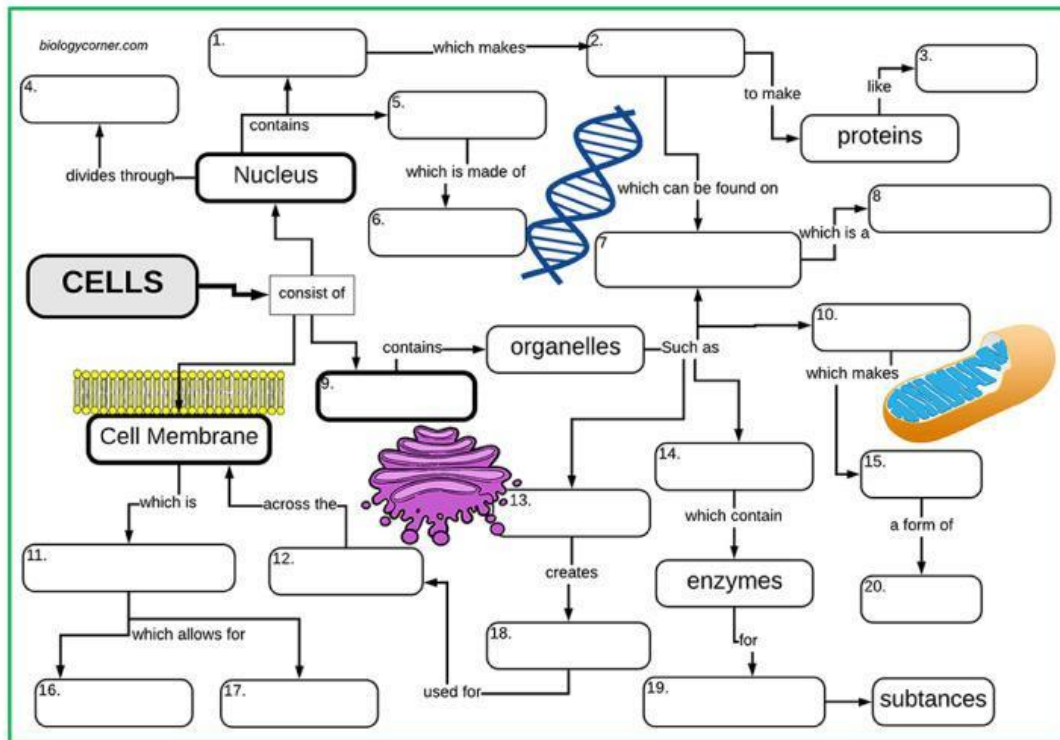 biologycorner.com
1.
which makes
2.
3.
4.
like
to make
5.
contains
proteins
divides through
Nucleus
which is made of
which can be found on
8
6.
7
which is a
CELLS
consist of
10.
contains
organelles
Such as
which makes
9.
Cell Membrane
14.
15.
which is
across the
13.
which contain
a form of
11.
12.
creates
enzymes
20.
which allows for
18.
for
16.
17.
used for
19.
subtances